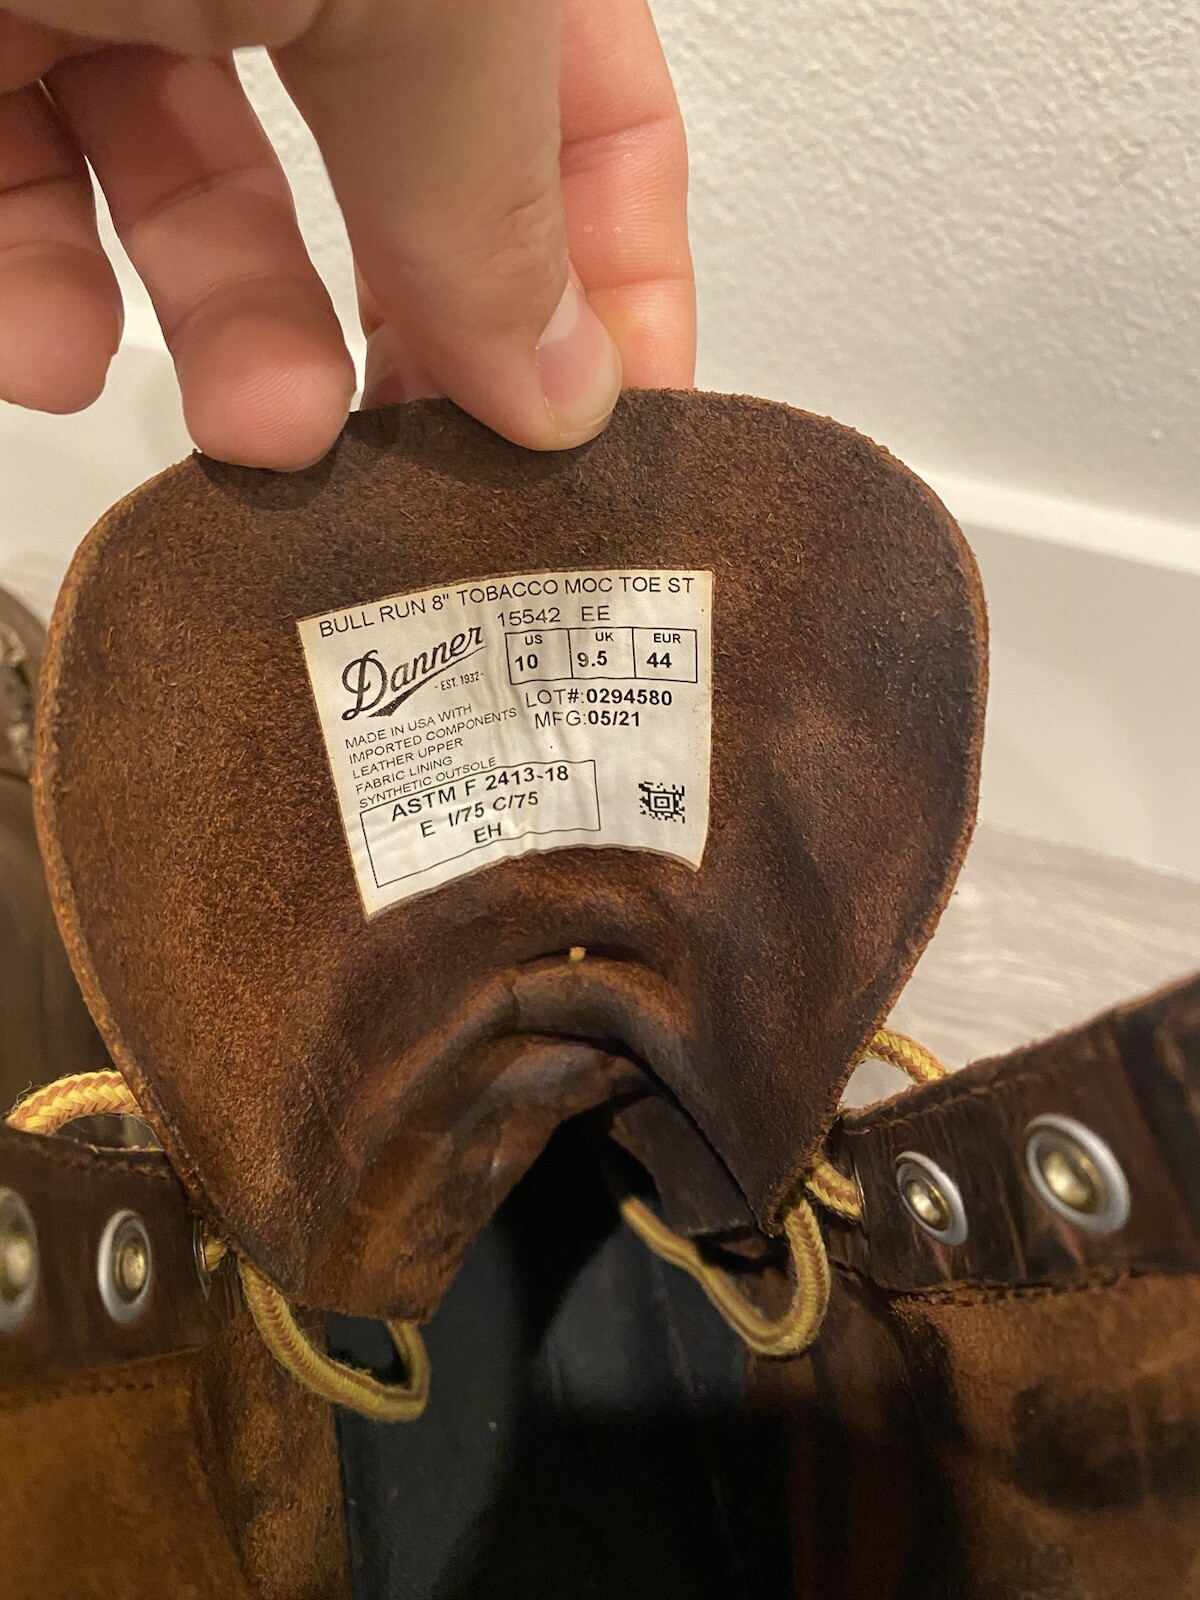 BULL RUN 8" TOBACCO MOC TOE ST
15542 EE
Danner
-EST. 1932-
US UK EUR
10 9.5 44
LOT#:0294580
MFG:05/21
MADE IN USA WITH
IMPORTED COMPONENTS
LEATHER UPPER
FABRIC LINING
SYNTHETIC OUTSOLE
ASTM F 2413-18
E I/75 C/75
EH